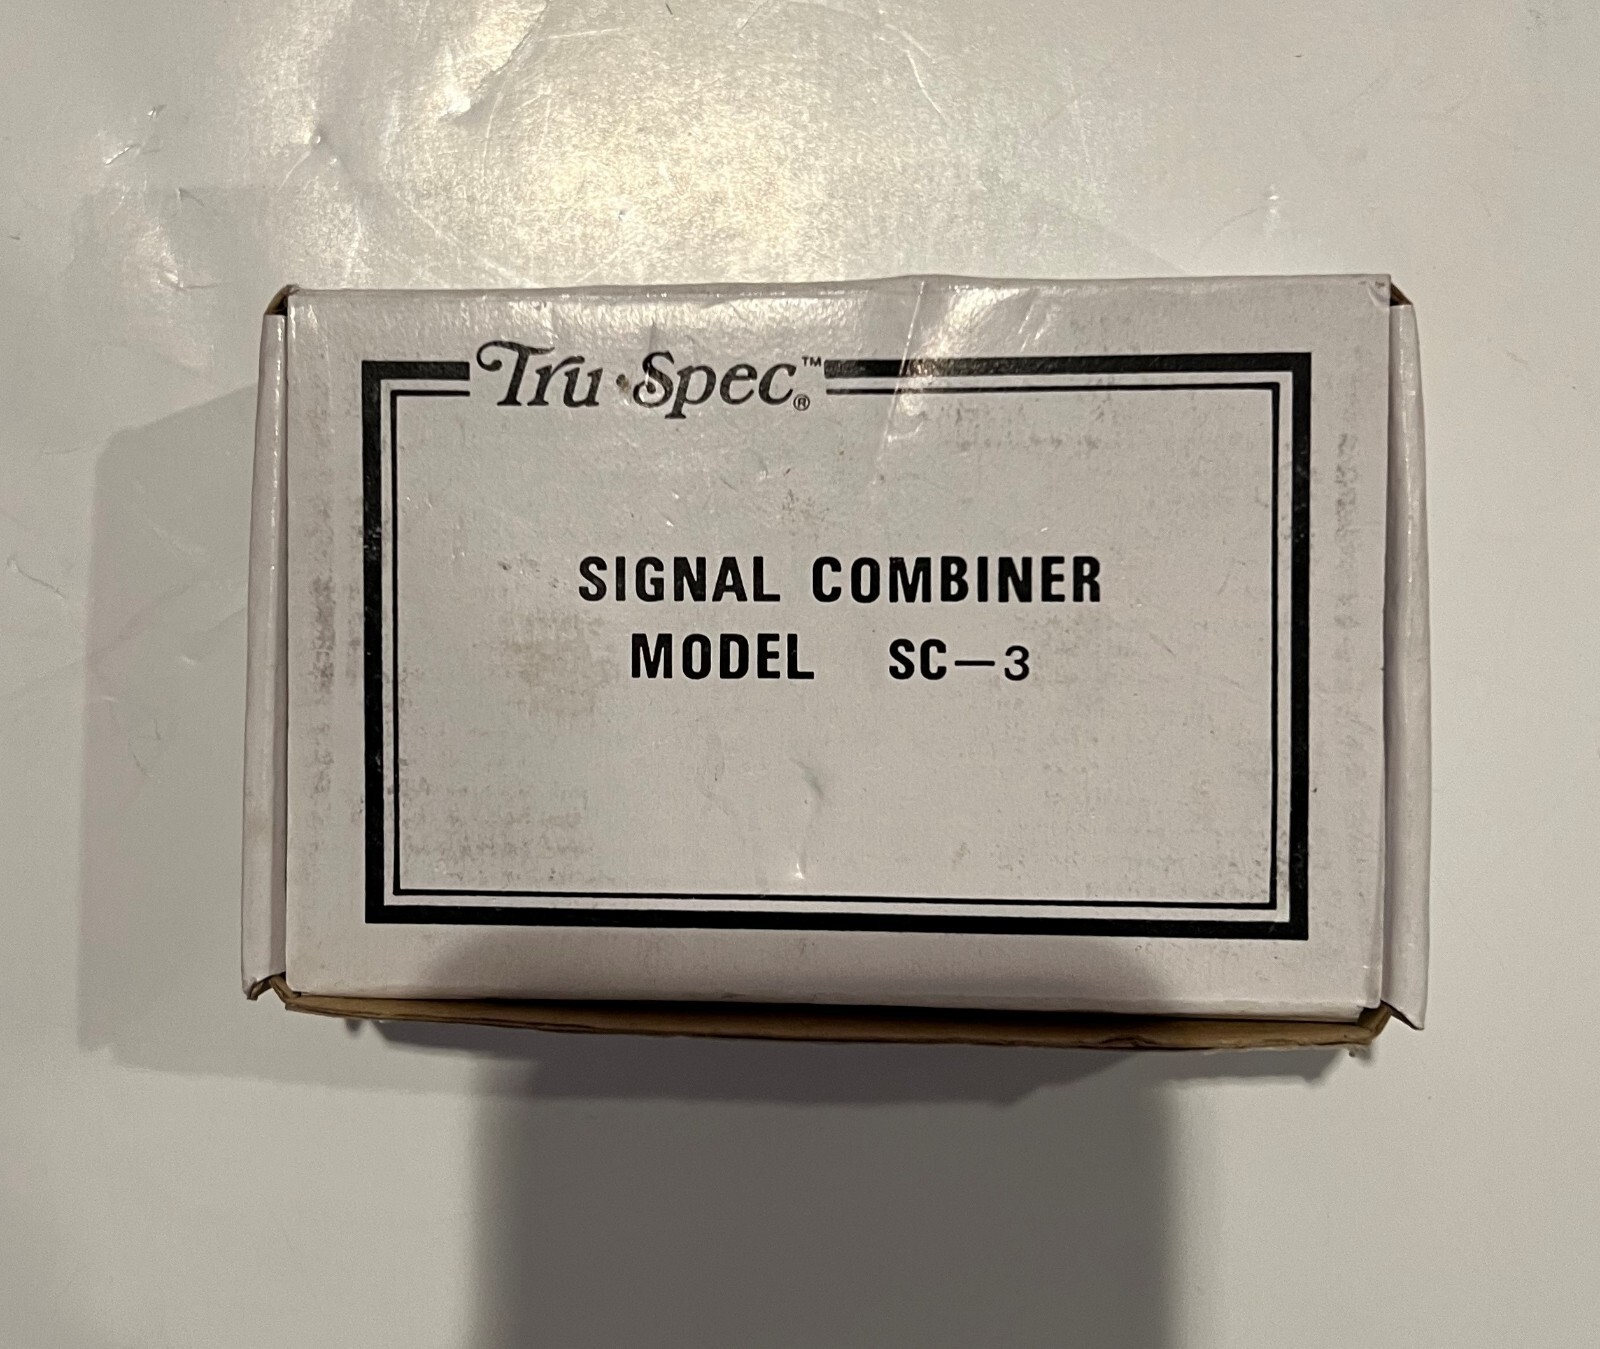 Tru·Spec™®
SIGNAL COMBINER
MODEL SC-3